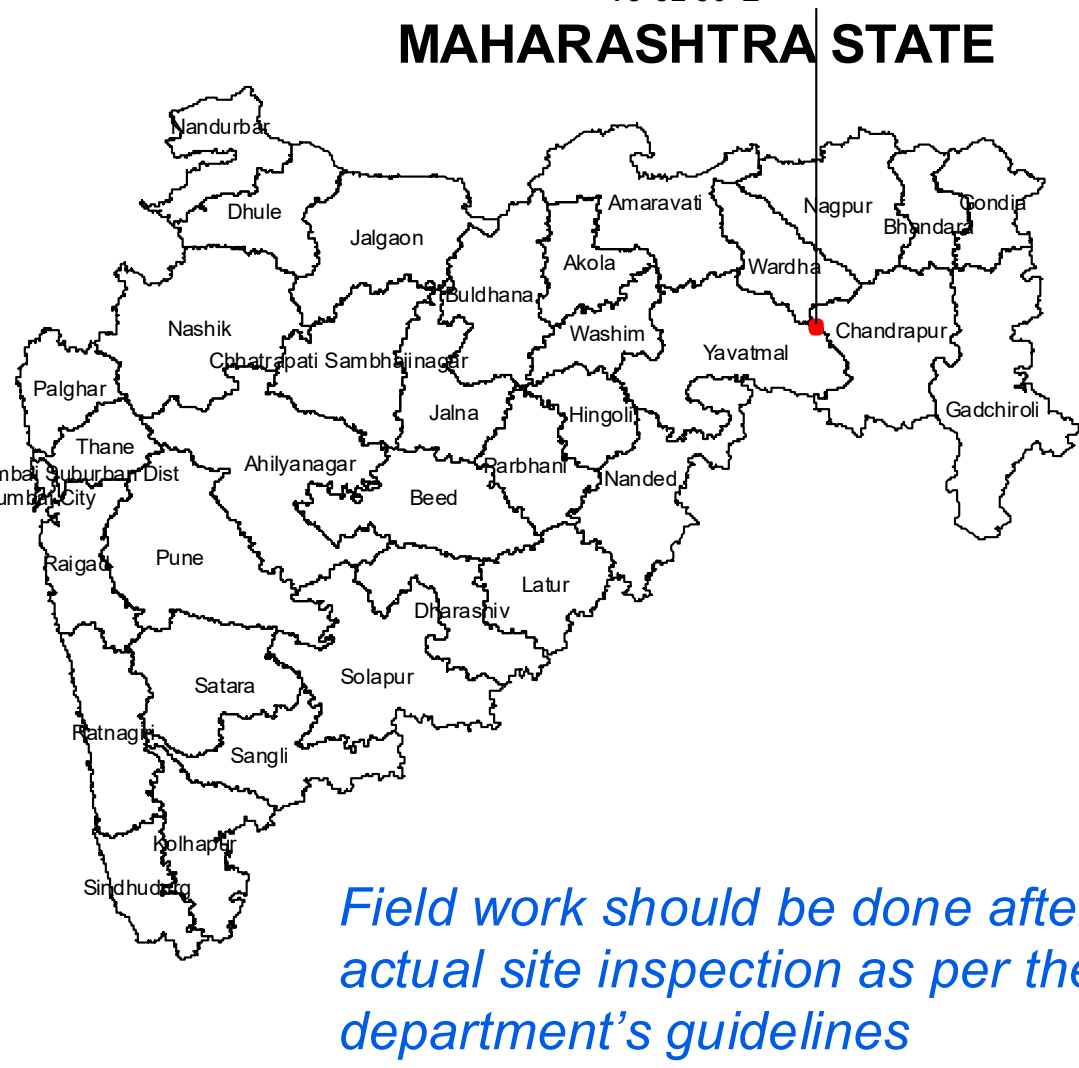 MAHARASHTRA STATE
Nandurbar
Dhule
Jalgaon
Amaravati
Nagpur
Gondia
Bhandara
Akola
Wardha
Buldhana
Nashik
Washim
Chandrapur
Chhatrapati Sambhajinagar
Yavatmal
Palghar
Jalna
Hingoli
Gadchiroli
Thane
Ahilyanagar
Parbhani
Suburban Dist
Nanded
City
Beed
Raigad
Pune
Latur
Dharashiv
Satara
Solapur
Ratnagiri
Sangli
Kolhapur
Sindhudurg
Field work should be done afte
actual site inspection as per the
department’s guidelines